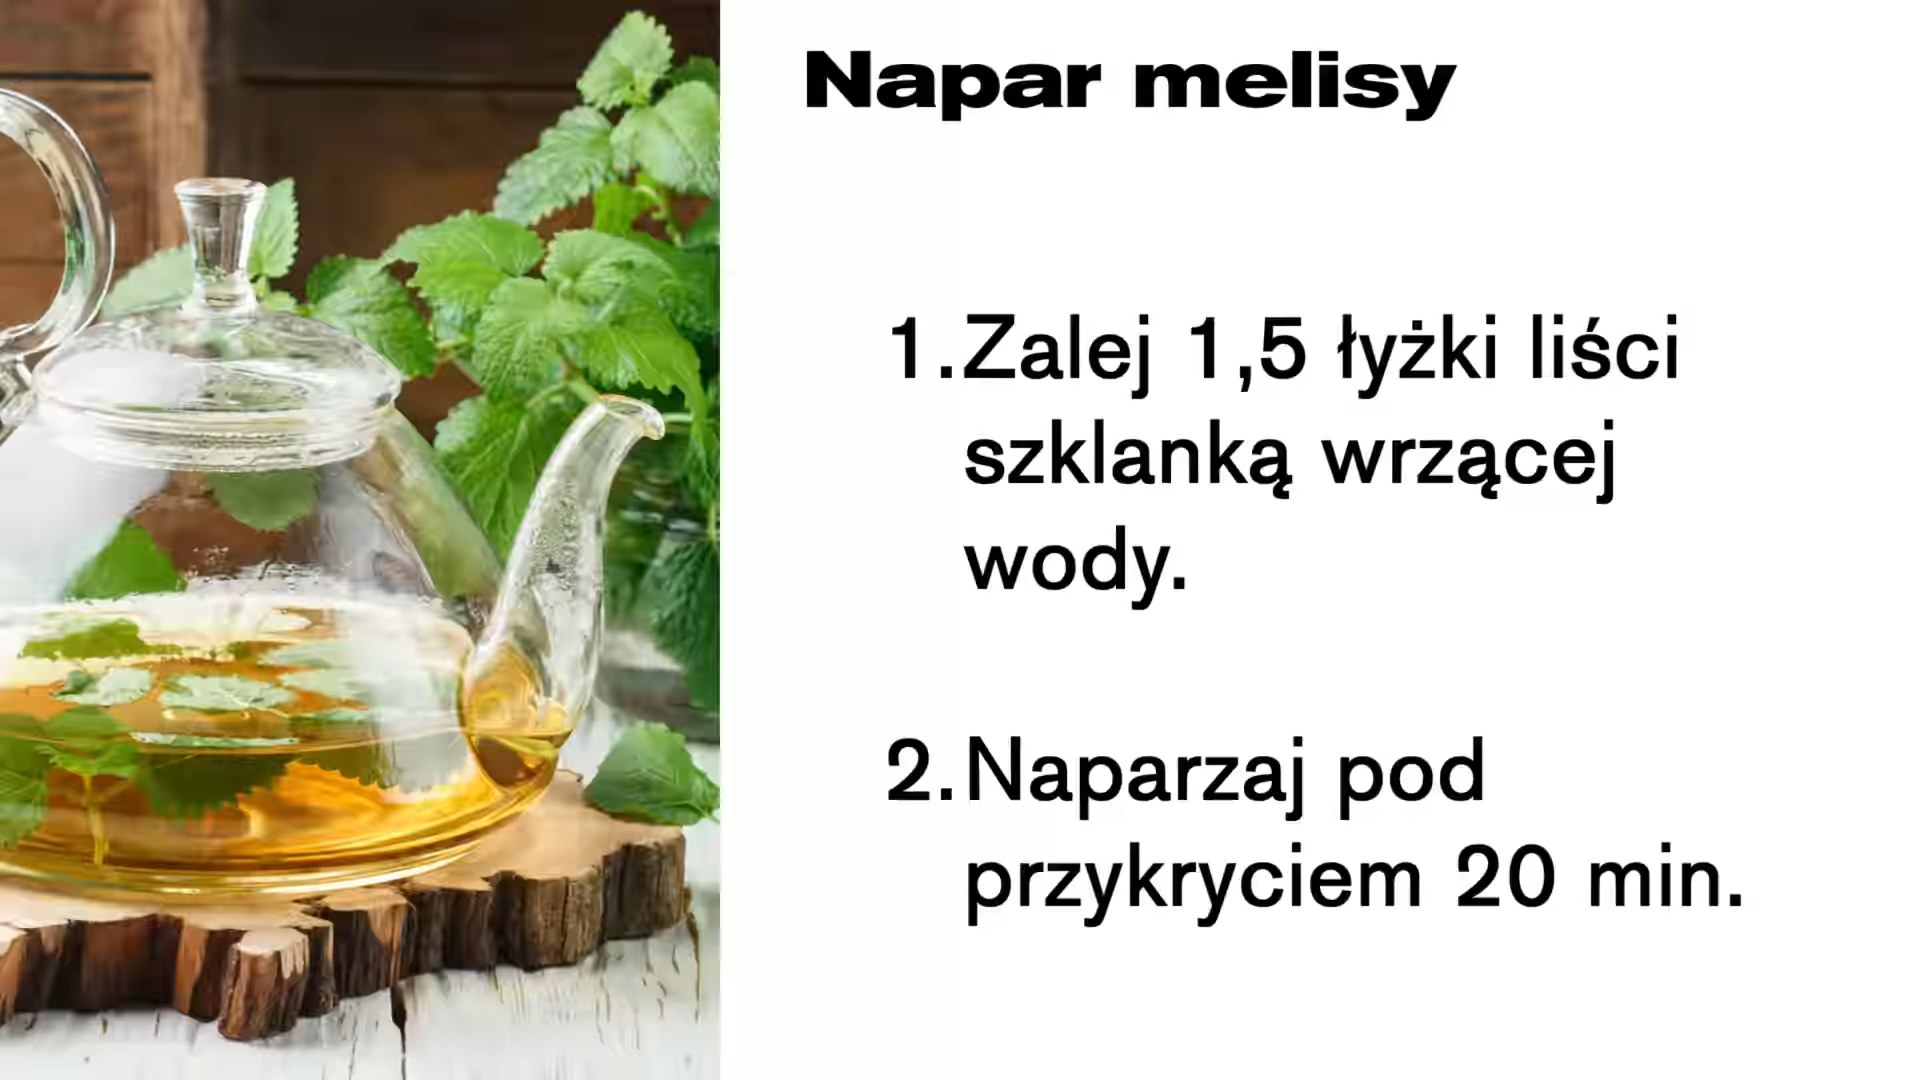 Napar melisy
1.Zalej 1,5 łyżki liści
szklanką wrzącej
wody.
2.Naparzaj pod
przykryciem 20 min.